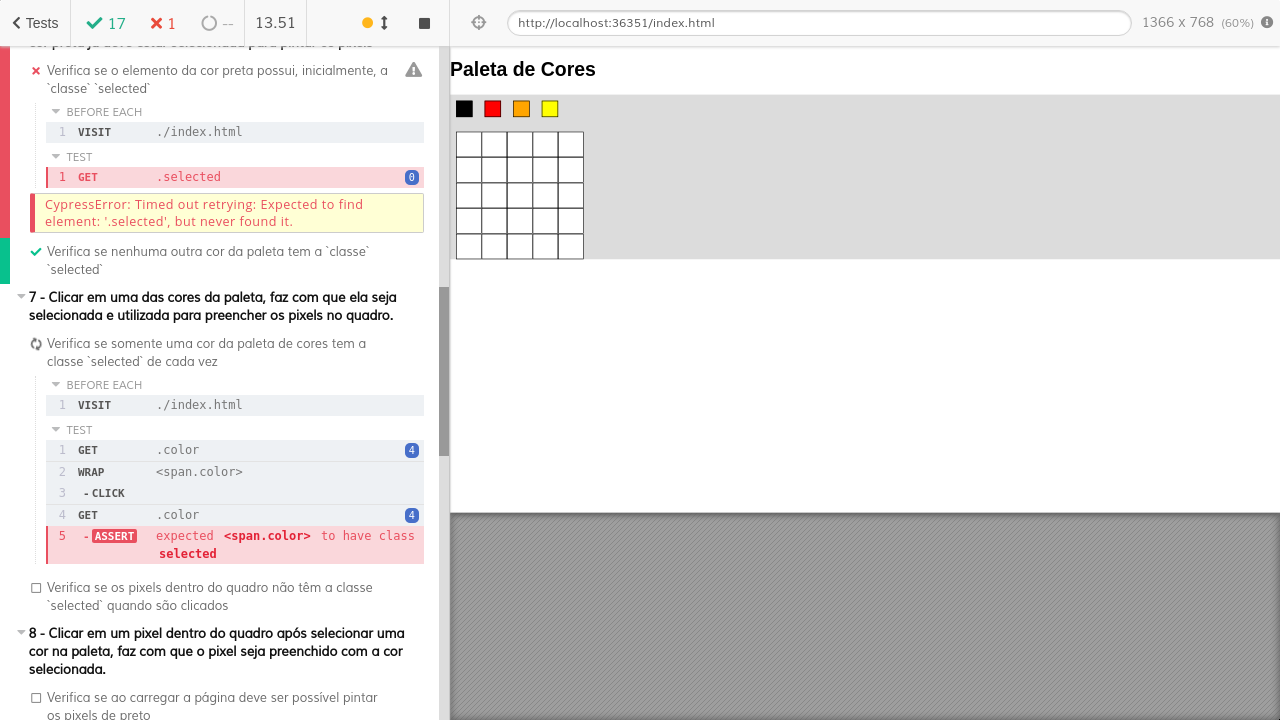 Tests
17
1
--
13.51
http://localhost:36351/index.html
1366 x 768 (60%)
Verifica se o elemento da cor preta possui, inicialmente, a
`classe` `selected`
BEFORE EACH
1 VISIT ./index.html
TEST
1 GET .selected 0
CypressError: Timed out retrying: Expected to find
element: '.selected', but never found it.
Verifica se nenhuma outra cor da paleta tem a `classe`
`selected`
7 - Clicar em uma das cores da paleta, faz com que ela seja
selecionada e utilizada para preencher os pixels no quadro.
Verifica se somente uma cor da paleta de cores tem a
classe `selected` de cada vez
BEFORE EACH
1 VISIT ./index.html
TEST
1 GET .color 4
2 WRAP <span.color>
3 -CLICK
4 GET .color 4
5 -ASSERT expected <span.color> to have class
selected
Verifica se os pixels dentro do quadro não têm a classe
`selected` quando são clicados
8 - Clicar em um pixel dentro do quadro após selecionar uma
cor na paleta, faz com que o pixel seja preenchido com a cor
selecionada.
Verifica se ao carregar a página deve ser possível pintar
os pixels de preto
Paleta de Cores